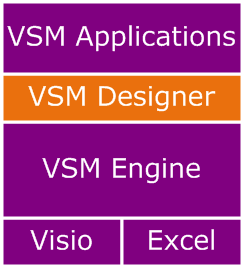 VSM Applications
VSM Designer
VSM Engine
Visio Excel